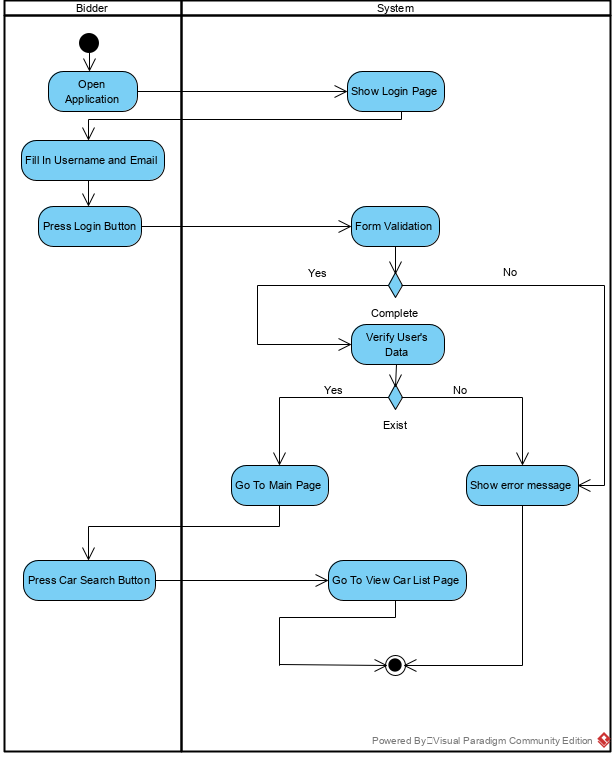 Bidder
System
Open
Application
Show Login Page
Fill In Username and Email
Press Login Button
Form Validation
Yes
No
Complete
Verify User's
Data
Yes
No
Exist
Go To Main Page
Show error message
Press Car Search Button
Go To View Car List Page
Powered By Visual Paradigm Community Edition